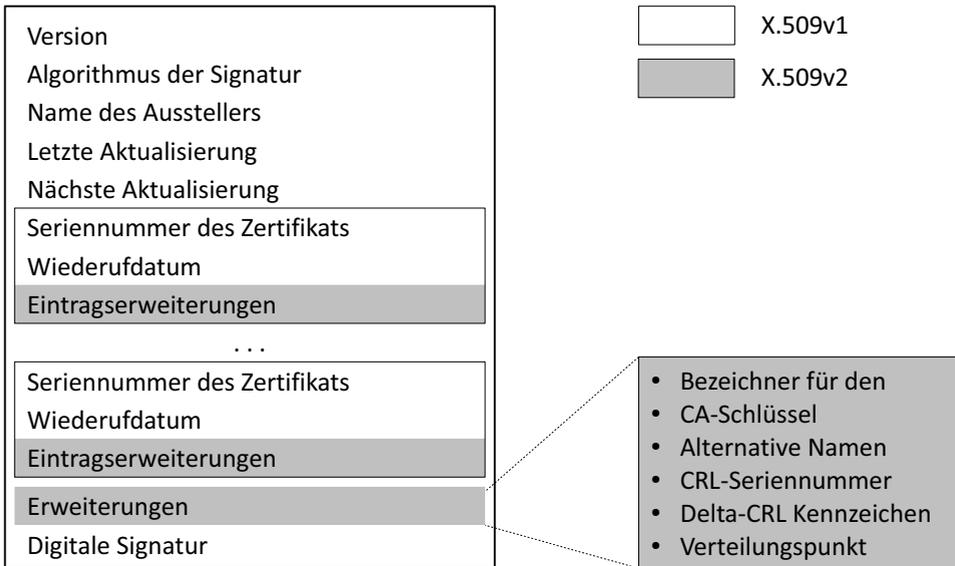 Version
Algorithmus der Signatur
Name des Ausstellers
Letzte Aktualisierung
Nächste Aktualisierung
Seriennummer des Zertifikats
Wiederufdatum
Eintragserweiterungen
. . .
Seriennummer des Zertifikats
Wiederufdatum
Eintragserweiterungen
Erweiterungen
Digitale Signatur
X.509v1
X.509v2
• Bezeichner für den
• CA-Schlüssel
• Alternative Namen
• CRL-Seriennummer
• Delta-CRL Kennzeichen
• Verteilungspunkt